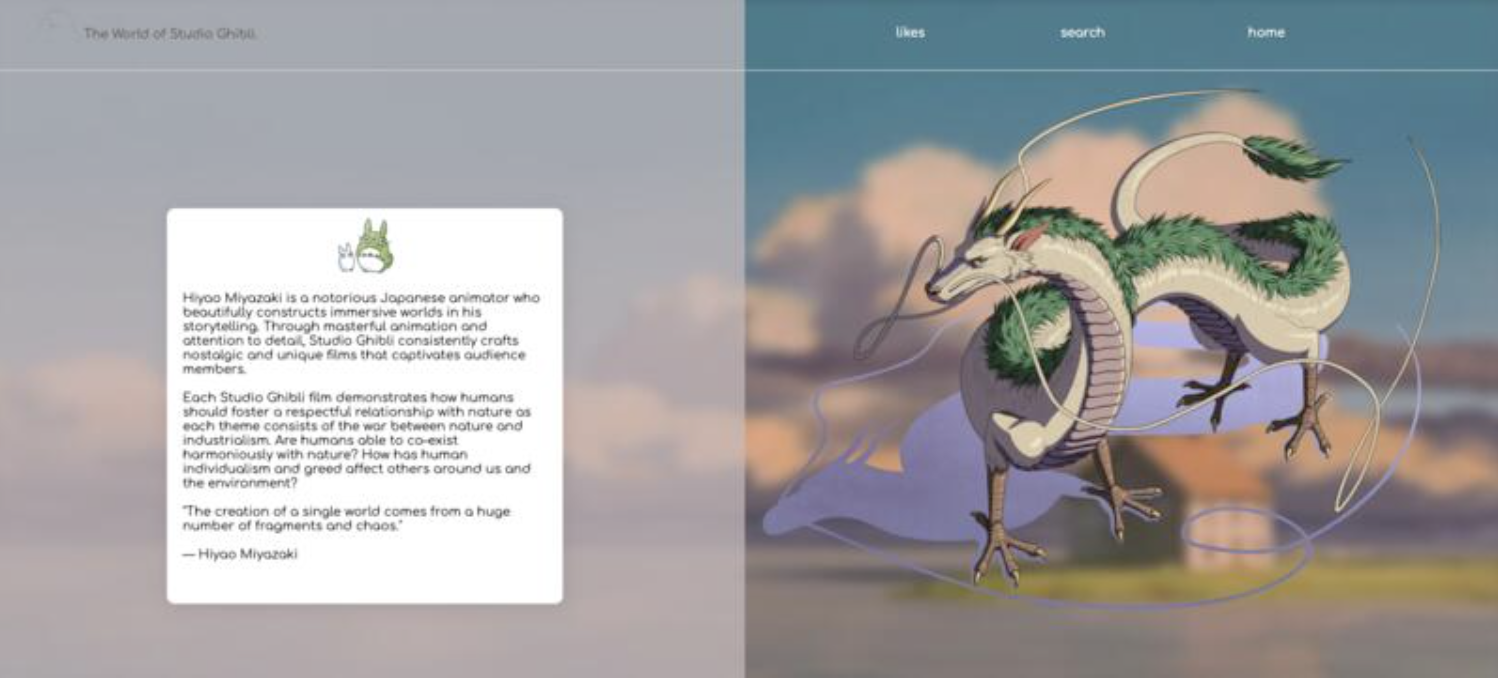 The World of Studio Ghibli
likes
search
home
Hiyao Miyazaki is a notorious Japanese animator who
beautifully constructs immersive worlds in his
storytelling. Through masterful animation and
attention to detail, Studio Ghibli consistently crafts
nostalgic and unique films that captivates audience
members.
Each Studio Ghibli film demonstrates how humans
should foster a respectful relationship with nature as
each theme consists of the war between nature and
industrialism. Are humans able to co-exist
harmoniously with nature? How has human
individualism and greed affect others around us and
the environment?
"The creation of a single world comes from a huge
number of fragments and chaos."
— Hiyao Miyazaki